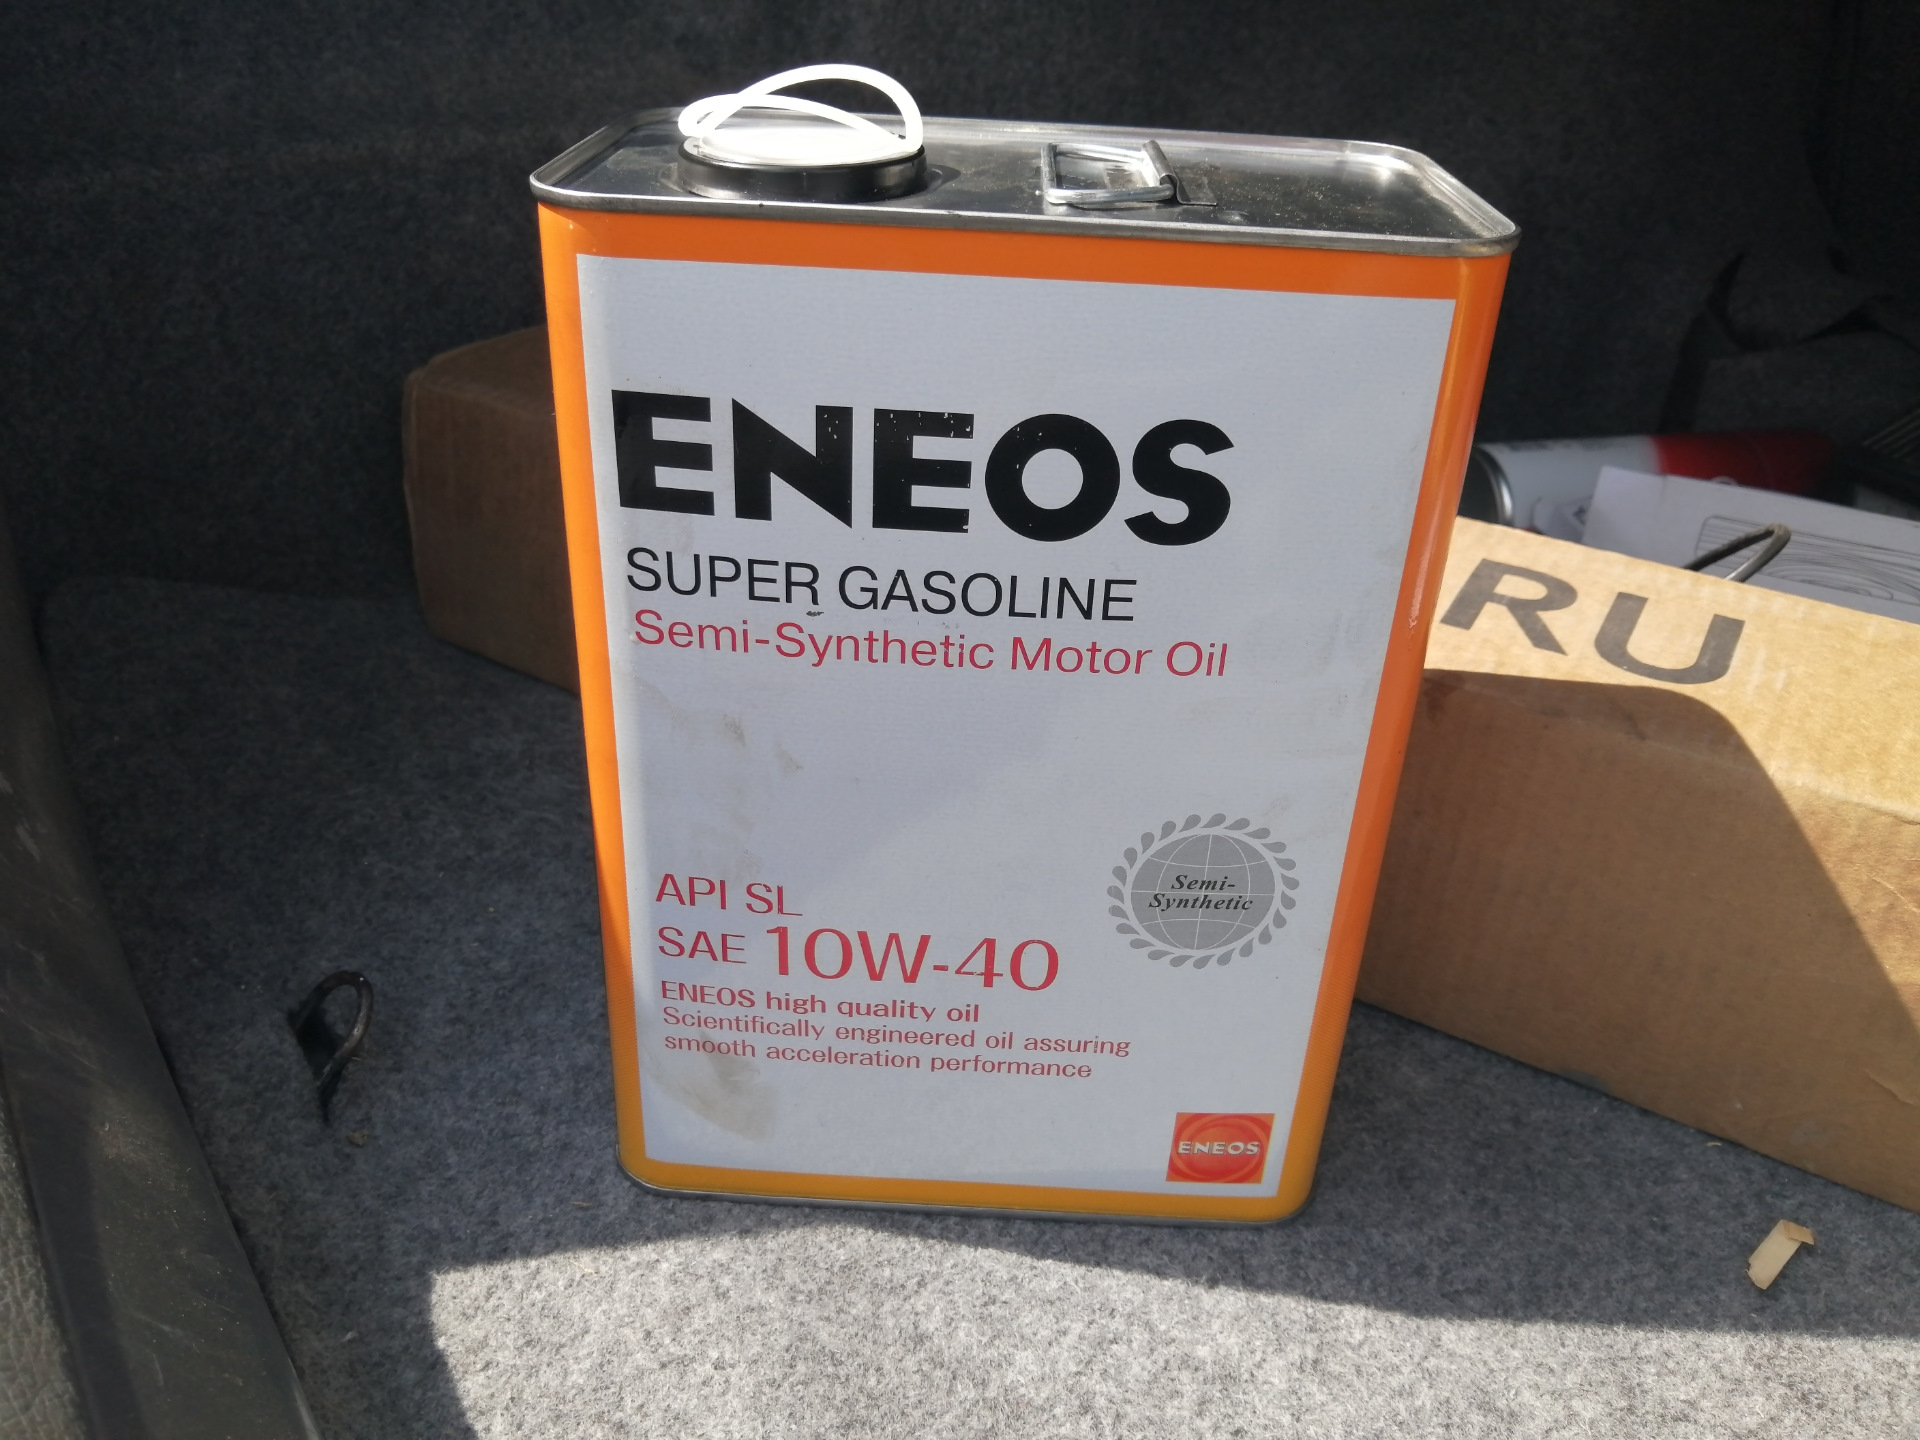 ENEOS
SUPER GASOLINE
Semi-Synthetic Motor Oil
API SL
SAE 10W-40
ENEOS high quality oil
Scientifically engineered oil assuring
smooth acceleration performance
Semi-
Synthetic
ENEOS
RU